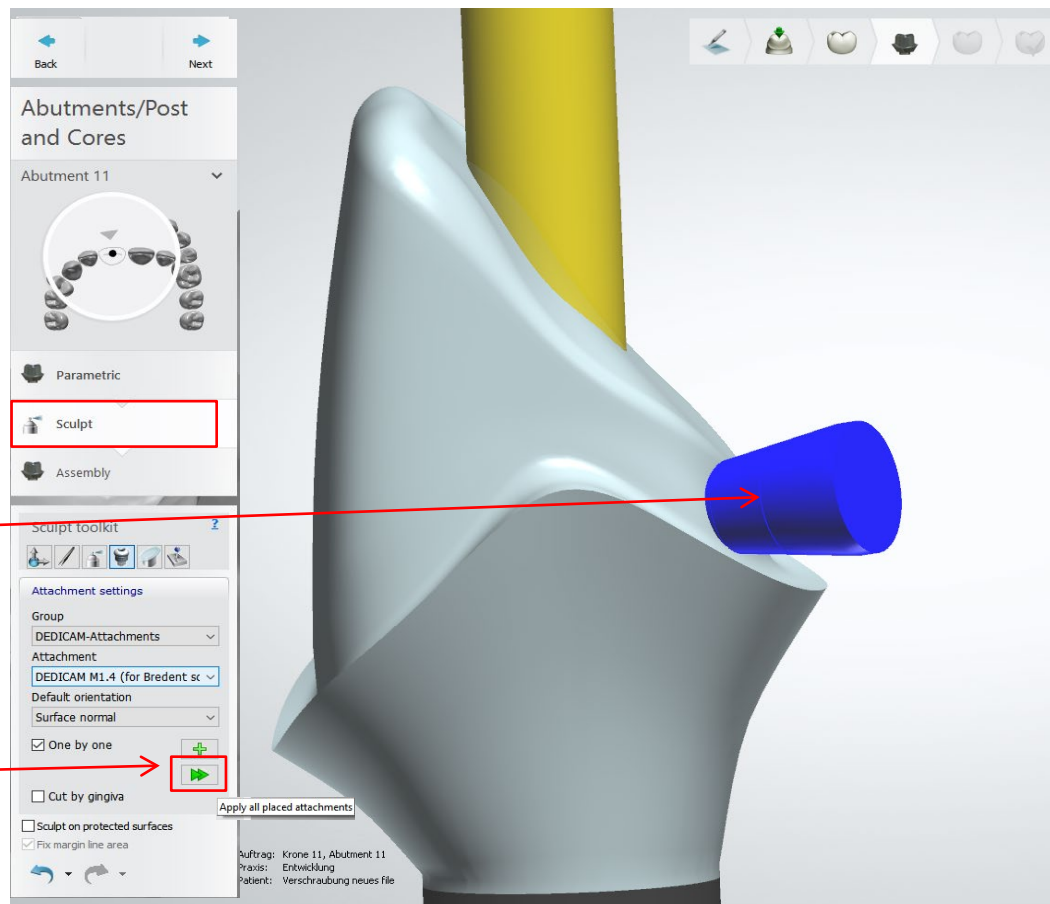 Back
Next
Abutments/Post
and Cores
Abutment 11
Parametric
Sculpt
Assembly
Sculpt toolkit
?
Attachment settings
Group
DEDICAM-Attachments
Attachment
DEDICAM M1.4 (for Bredent sc
Default orientation
Surface normal
One by one
Cut by gingiva
Apply all placed attachments
Sculpt on protected surfaces
Fix margin line area
Auftrag: Krone 11, Abutment 11
Praxis: Entwicklung
Patient: Verschraubung neues file